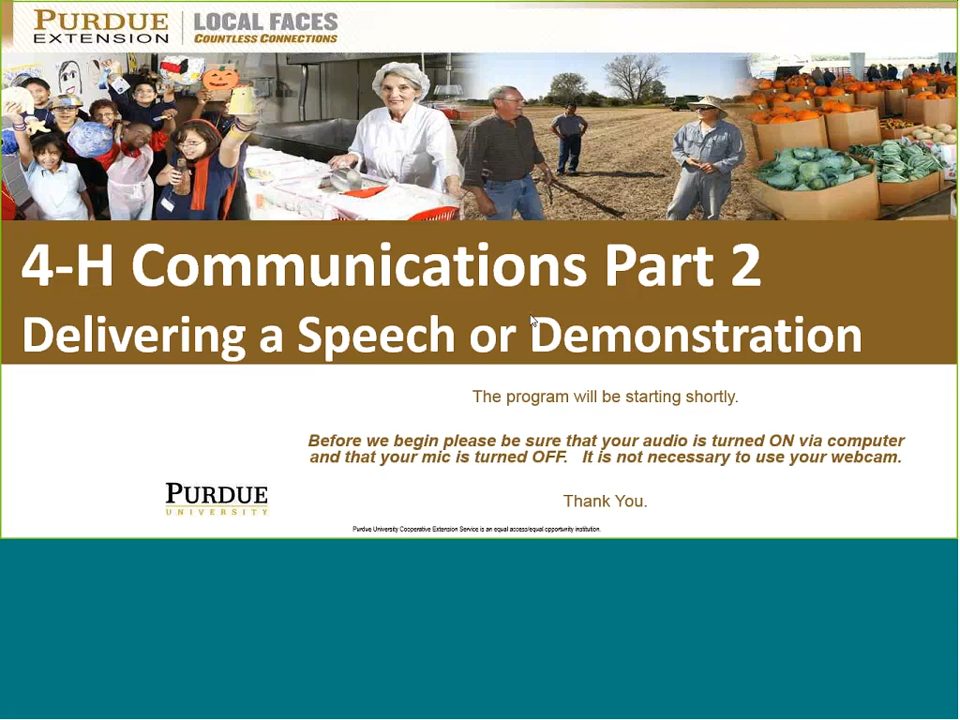 PURDUE
EXTENSION
LOCAL FACES
COUNTLESS CONNECTIONS
4-H Communications Part 2
Delivering a Speech or Demonstration
The program will be starting shortly.
Before we begin please be sure that your audio is turned ON via computer
and that your mic is turned OFF. It is not necessary to use your webcam.
PURDUE
UNIVERSITY
Thank You.
Purdue University Cooperative Extension Service is an equal access/equal opportunity institution.